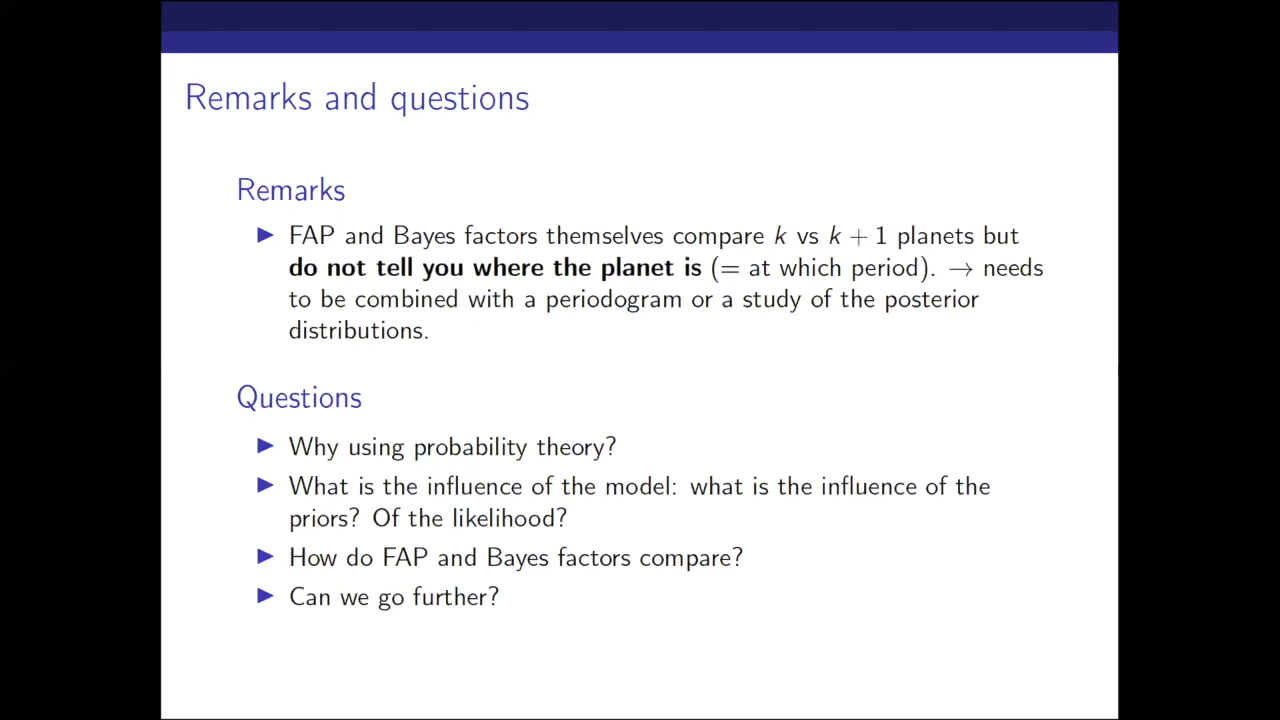 Remarks and questions
Remarks
▶ FAP and Bayes factors themselves compare k vs k + 1 planets but
do not tell you where the planet is (= at which period). → needs
to be combined with a periodogram or a study of the posterior
distributions.
Questions
▶ Why using probability theory?
▶ What is the influence of the model: what is the influence of the
priors? Of the likelihood?
▶ How do FAP and Bayes factors compare?
▶ Can we go further?